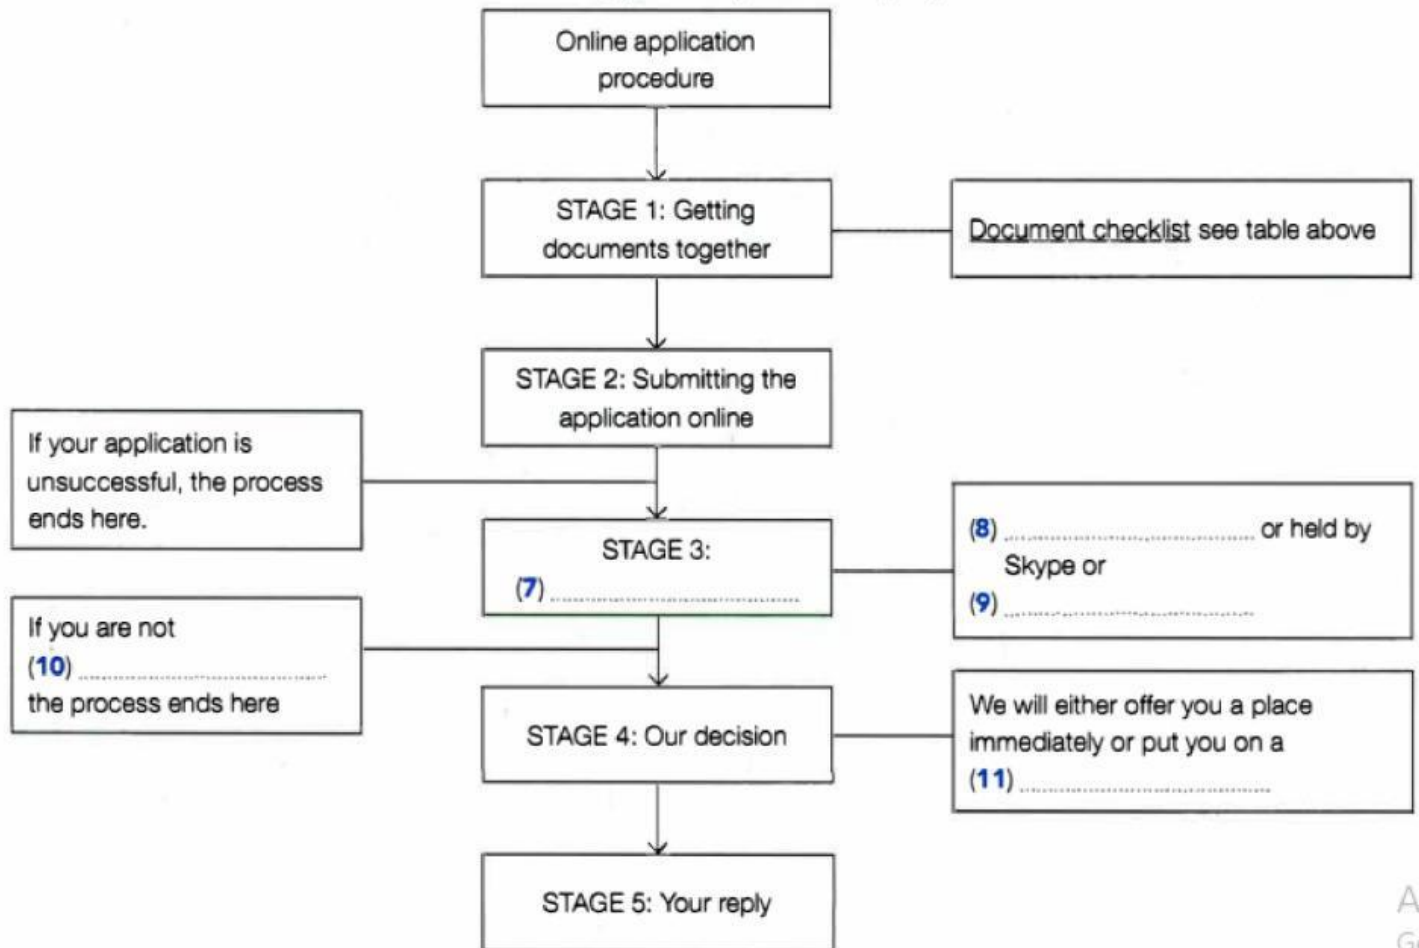 Online application
procedure
STAGE 1: Getting
documents together
Document checklist see table above
STAGE 2: Submitting the
application online
If your application is
unsuccessful, the process
ends here.
STAGE 3:
(7) ........................................
(8) ........................................ or held by
Skype or
(9) ........................................
If you are not
(10) ........................................
the process ends here
STAGE 4: Our decision
We will either offer you a place
immediately or put you on a
(11) ........................................
STAGE 5: Your reply